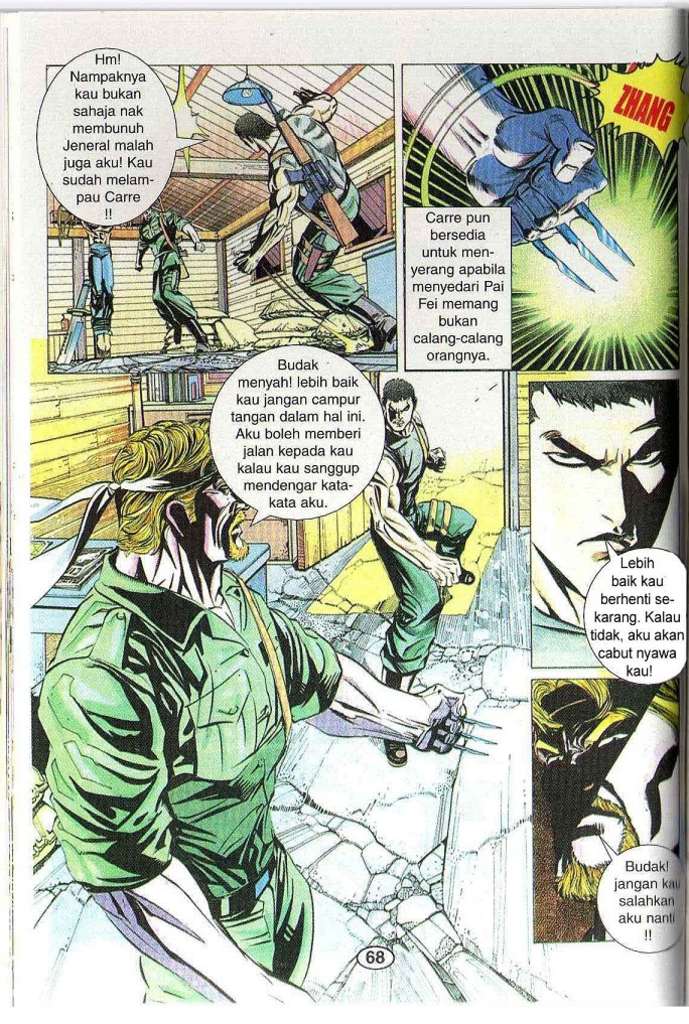 Hm!
Nampaknya
kau bukan
sahaja nak
membunuh
Jeneral malah
juga aku! Kau
sudah melam-
pau Carre
!!
ZHANG
Carre pun
bersedia
untuk men-
yerang apabila
menyedari Pai
Fei memang
bukan
calang-calang
orangnya.
Budak
menyah! lebih baik
kau jangan campur
tangan dalam hal ini.
Aku boleh memberi
jalan kepada kau
kalau kau sanggup
mendengar kata-
kata aku.
Lebih
baik kau
berhenti se-
karang. Kalau
tidak, aku akan
cabut nyawa
kau!
Budak!
jangan kau
salahkan
aku nanti
!!
68